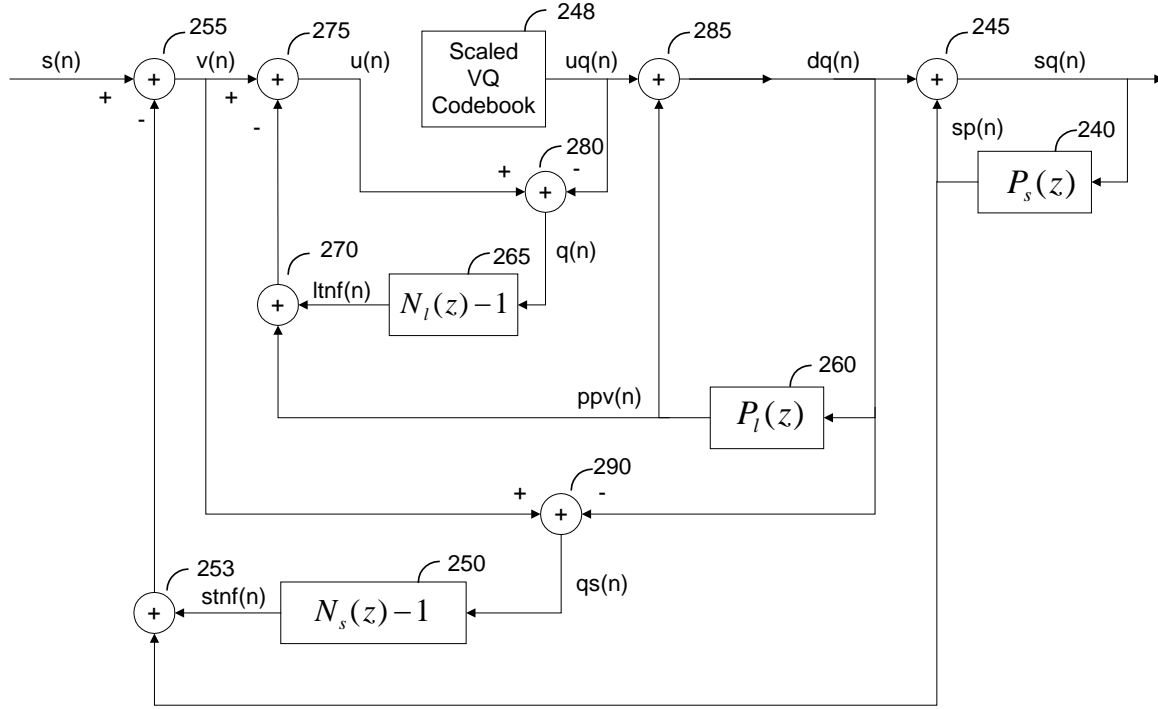 255
275
248
285
245
s(n)
v(n)
u(n)
Scaled
VQ
Codebook
uq(n)
dq(n)
sq(n)
+
+
+
+
+
+
-
-
+
sp(n)
240
P_s(z)
280
+
-
+
270
265
q(n)
ltnf(n)
N_l(z)−1
+
260
ppv(n)
P_l(z)
290
+
-
+
253
250
stnf(n)
qs(n)
N_s(z)−1
+